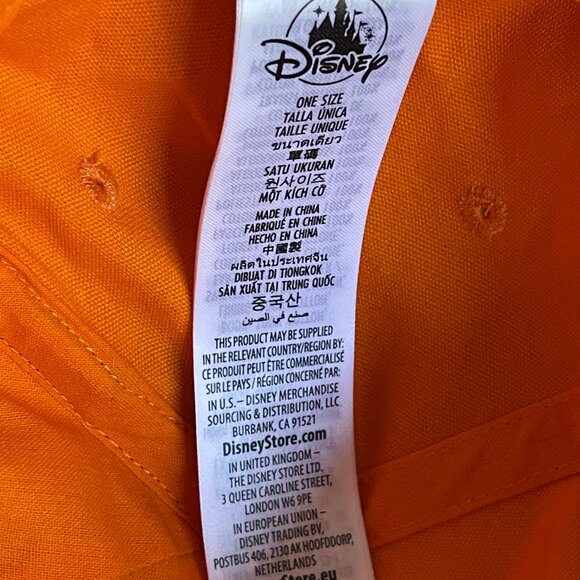 Disney
ONE SIZE
TALLA ÚNICA
TAILLE UNIQUE
ขนาดเดียว
單碼
SATU UKURAN
원사이즈
MỘT KÍCH CỠ
MADE IN CHINA
FABRIQUÉ EN CHINE
HECHO EN CHINA
中國製
ผลิตในประเทศจีน
DIBUAT DI TIONGKOK
SẢN XUẤT TẠI TRUNG QUỐC
중국산
صنع في الصين
THIS PRODUCT MAY BE SUPPLIED
IN THE RELEVANT COUNTRY/REGION BY:
CE PRODUIT PEUT ÊTRE COMMERCIALISÉ
SUR LE PAYS / RÉGION CONCERNÉ PAR:
IN U.S. – DISNEY MERCHANDISE
SOURCING & DISTRIBUTION, LLC
BURBANK, CA 91521
DisneyStore.com
IN UNITED KINGDOM –
THE DISNEY STORE LTD.
3 QUEEN CAROLINE STREET,
LONDON W6 9PE
IN EUROPEAN UNION –
DISNEY TRADING BV,
POSTBUS 406, 2130 AK HOOFDDORP,
NETHERLANDS
Store.eu